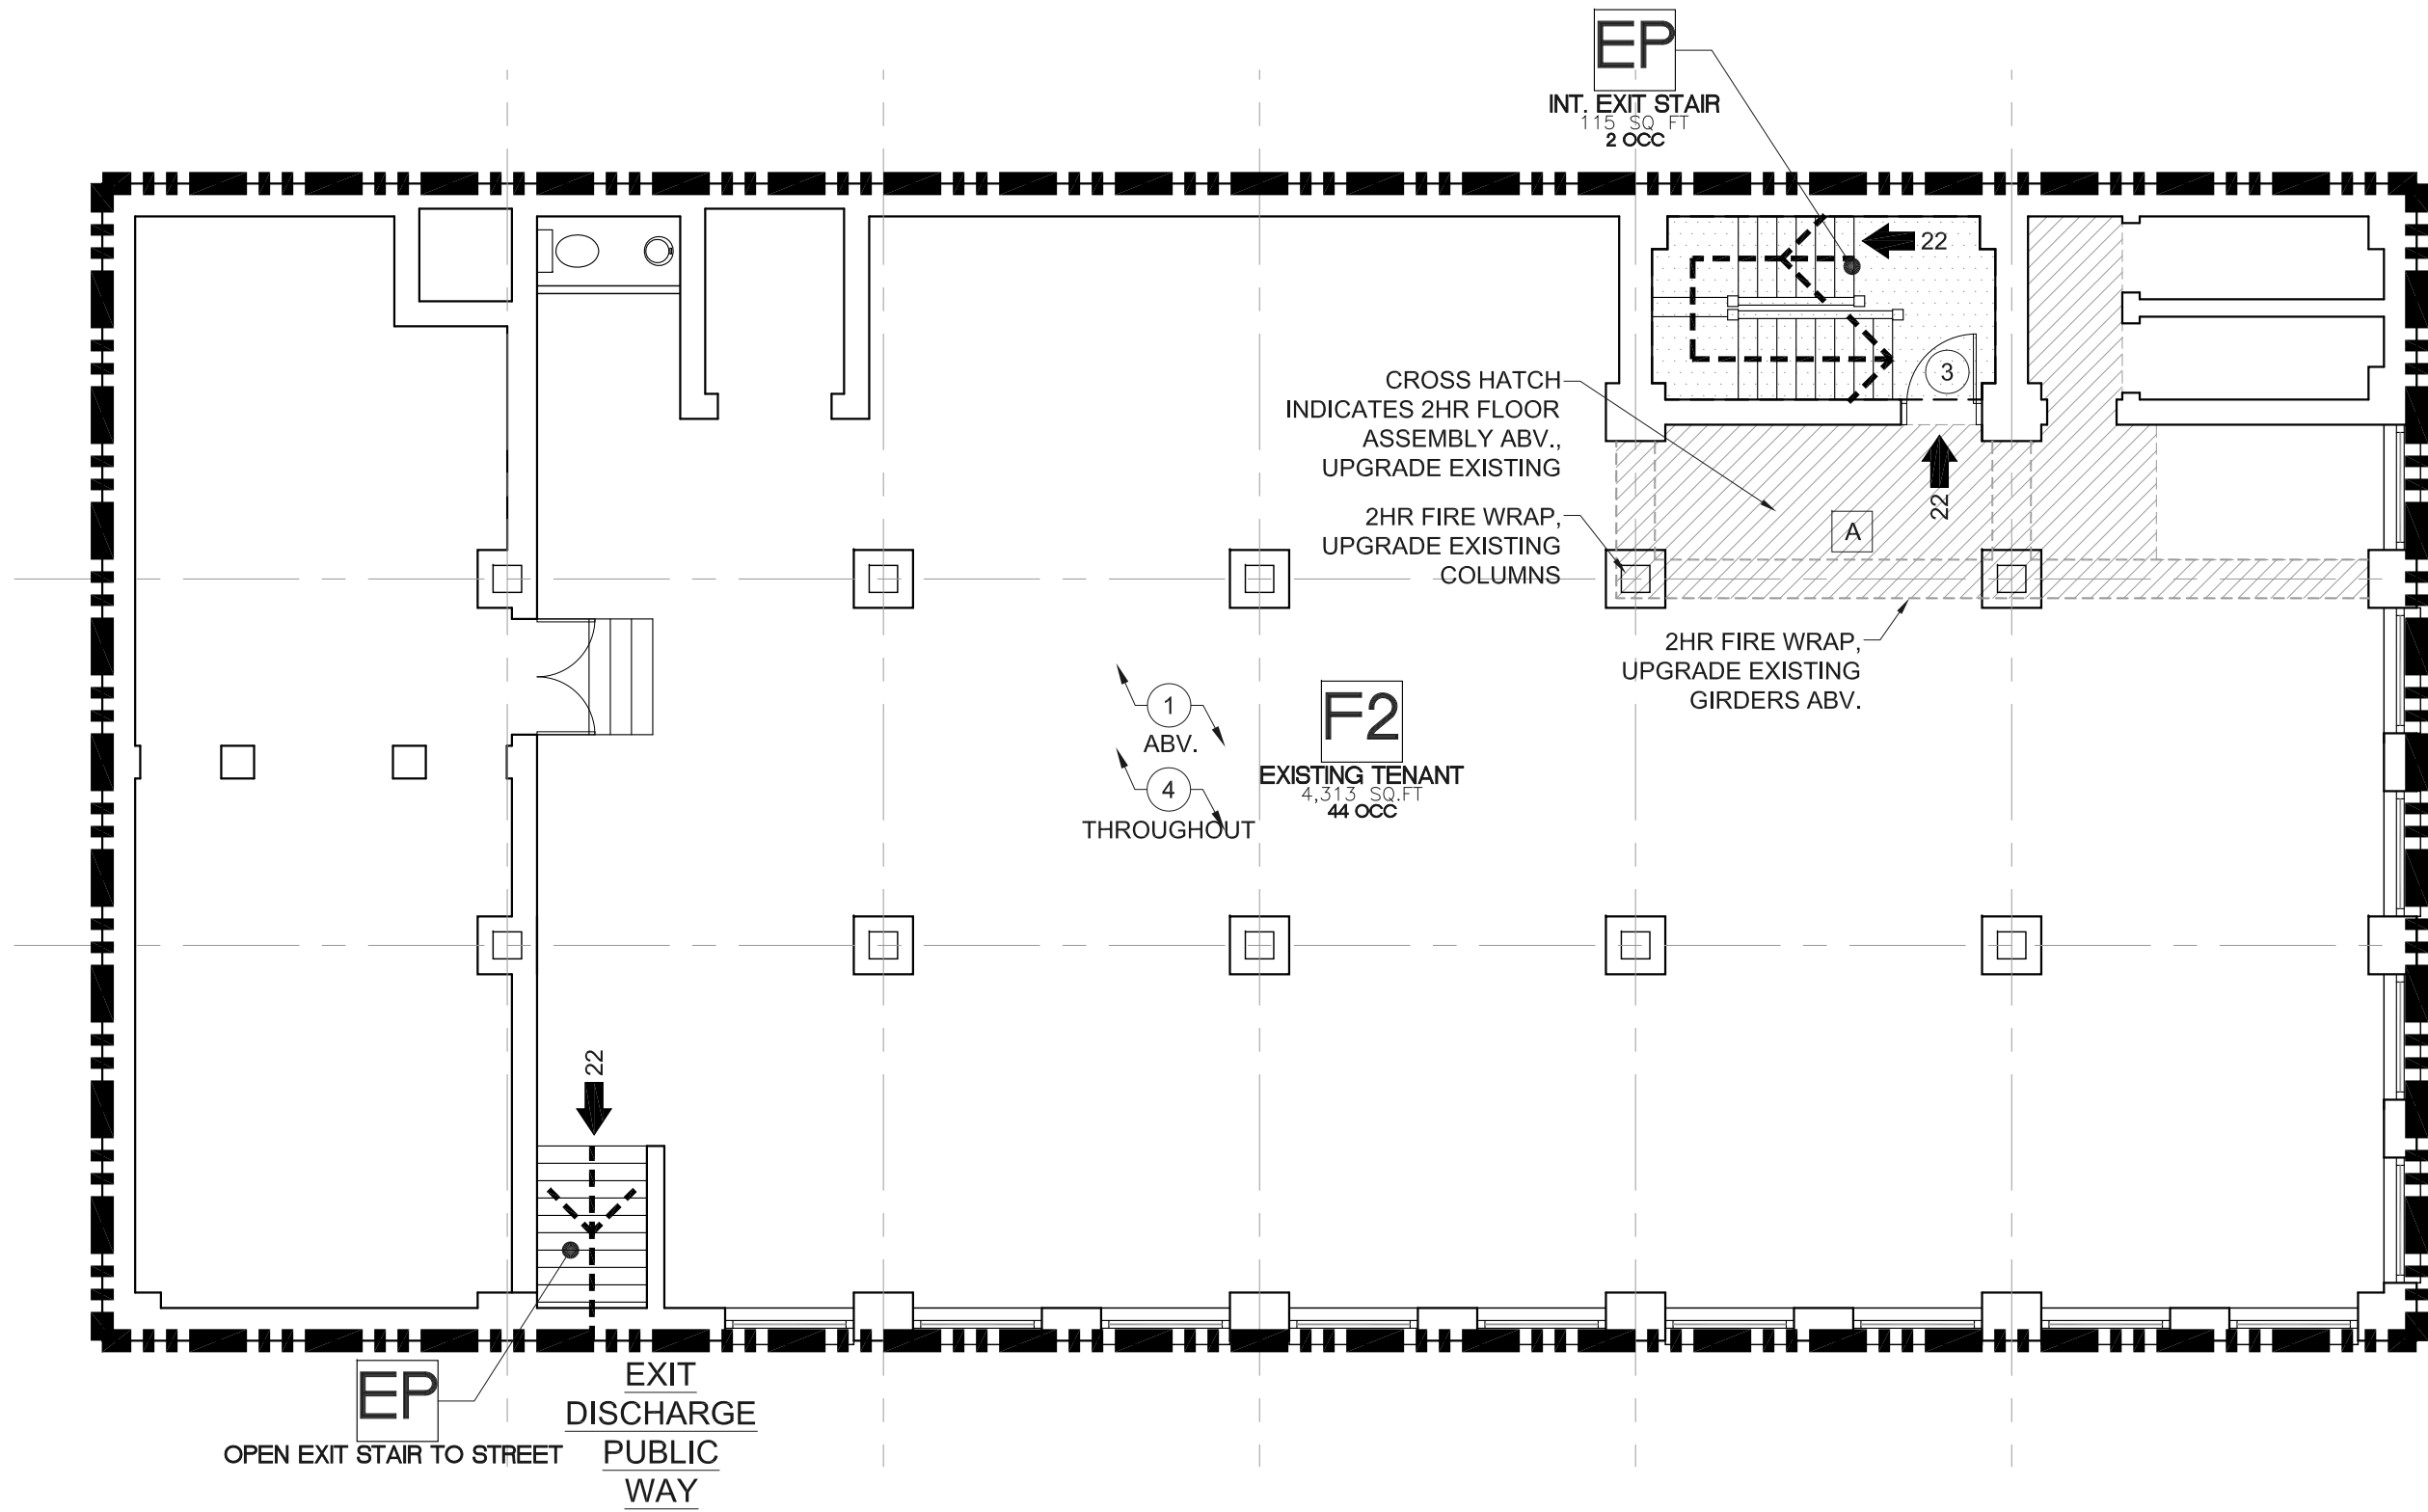 EP
INT. EXIT STAIR
115 SQ FT
2 OCC
22
3
CROSS HATCH
INDICATES 2HR FLOOR
ASSEMBLY ABV.,
UPGRADE EXISTING
22
A
2HR FIRE WRAP,
UPGRADE EXISTING
COLUMNS
2HR FIRE WRAP,
UPGRADE EXISTING
GIRDERS ABV.
1
ABV.
4
THROUGHOUT
F2
EXISTING TENANT
4,313 SQ.FT
44 OCC
22
EP
OPEN EXIT STAIR TO STREET
EXIT
DISCHARGE
PUBLIC
WAY